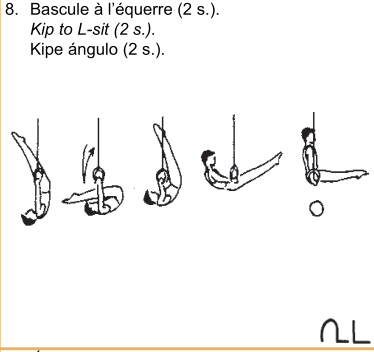 8. Bascule à l'équerre (2 s.).
Kip to L-sit (2 s.).
Kipe ángulo (2 s.).